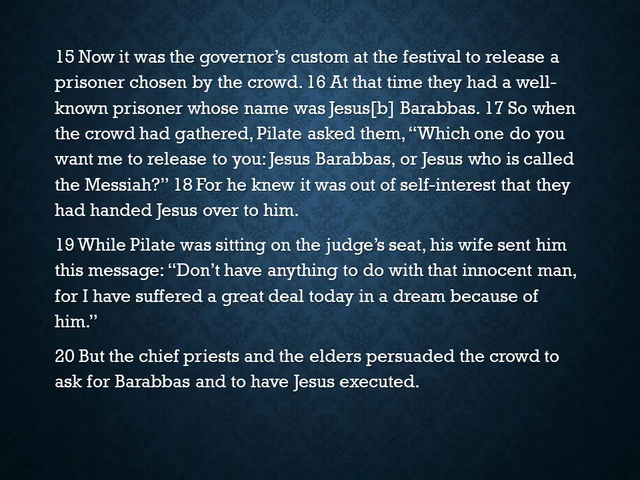 15 Now it was the governor’s custom at the festival to release a
prisoner chosen by the crowd. 16 At that time they had a well-
known prisoner whose name was Jesus[b] Barabbas. 17 So when
the crowd had gathered, Pilate asked them, “Which one do you
want me to release to you: Jesus Barabbas, or Jesus who is called
the Messiah?” 18 For he knew it was out of self-interest that they
had handed Jesus over to him.
19 While Pilate was sitting on the judge’s seat, his wife sent him
this message: “Don’t have anything to do with that innocent man,
for I have suffered a great deal today in a dream because of
him.”
20 But the chief priests and the elders persuaded the crowd to
ask for Barabbas and to have Jesus executed.